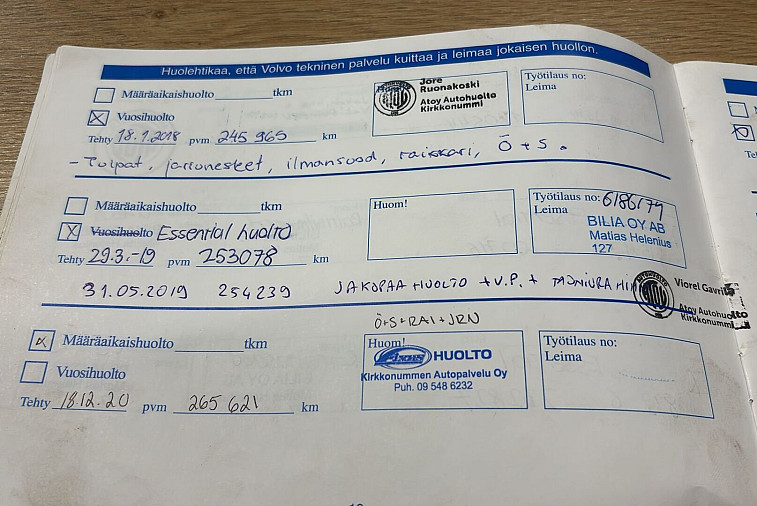 Huolehtikaa, että Volvo tekninen palvelu kuittaa ja leimaa jokaisen huollon.
Määräaikaishuolto tkm
Vuosihuolto
Tehty 18.1.2018 pvm 245 965 km
Jore Ruonakoski
Atoy Autohuolto
Kirkkonummi
Työtilaus no:
Leima
- Tulpat, jarrunesteet, ilmansuod, raikkari, Ö + S.
Määräaikaishuolto tkm
Vuosihuolto Essential huolto
Tehty 29.3.-19 pvm 253078 km
Huom!
Työtilaus no: 6186179
Leima
BILIA OY AB
Matias Helenius
127
31.05.2019 254239 JAKOPÄÄ HUOLTO + V.P. +
Viorel
Atoy Autohuolto
Kirkkonummi
Ö+S+RAI+JRN
Määräaikaishuolto tkm
Vuosihuolto
Tehty 18.12.20 pvm 265 621 km
Huom!
HUOLTO
Kirkkonummen Autopalvelu Oy
Puh. 09 548 6232
Työtilaus no:
Leima